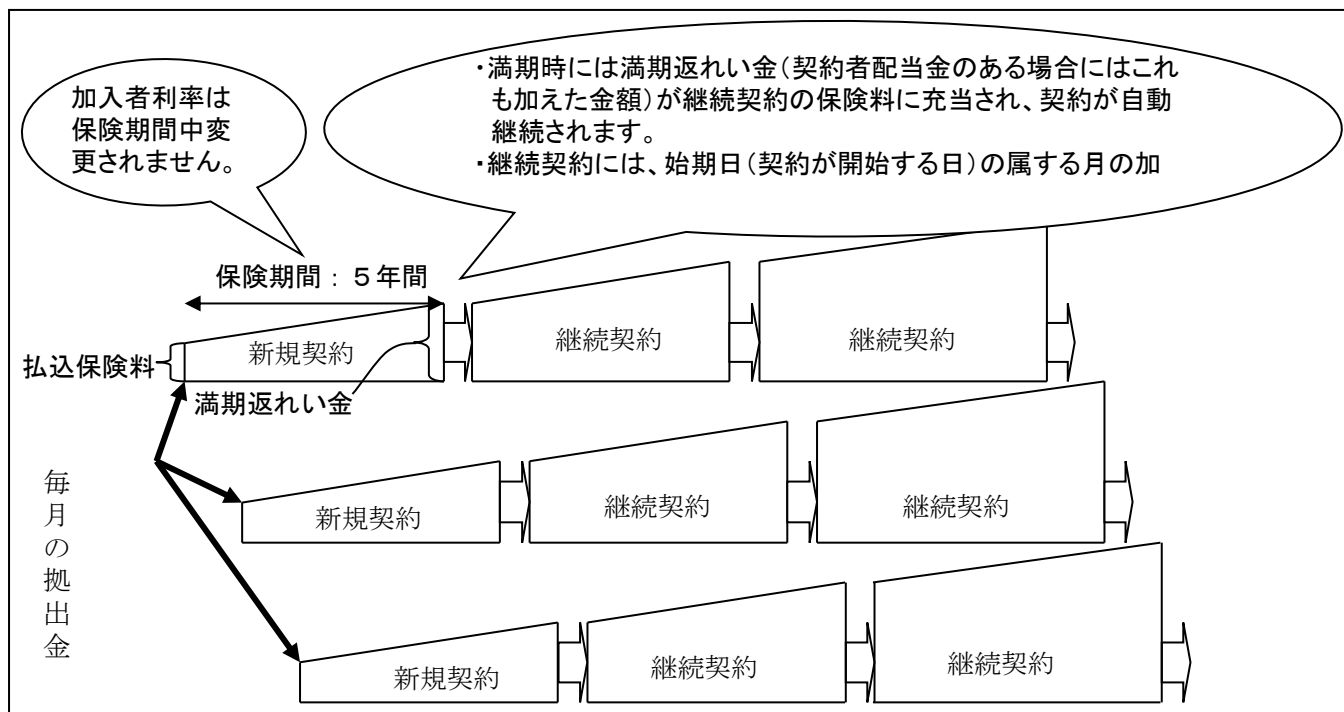 加入者利率は
保険期間中変
更されません。
・満期時には満期返れい金（契約者配当金のある場合にはこれ
も加えた金額）が継続契約の保険料に充当され、契約が自動
継続されます。
・継続契約には、始期日（契約が開始する日）の属する月の加
保険期間：５年間
払込保険料
新規契約
継続契約
継続契約
満期返れい金
毎月の拠出金
新規契約
継続契約
継続契約
新規契約
継続契約
継続契約